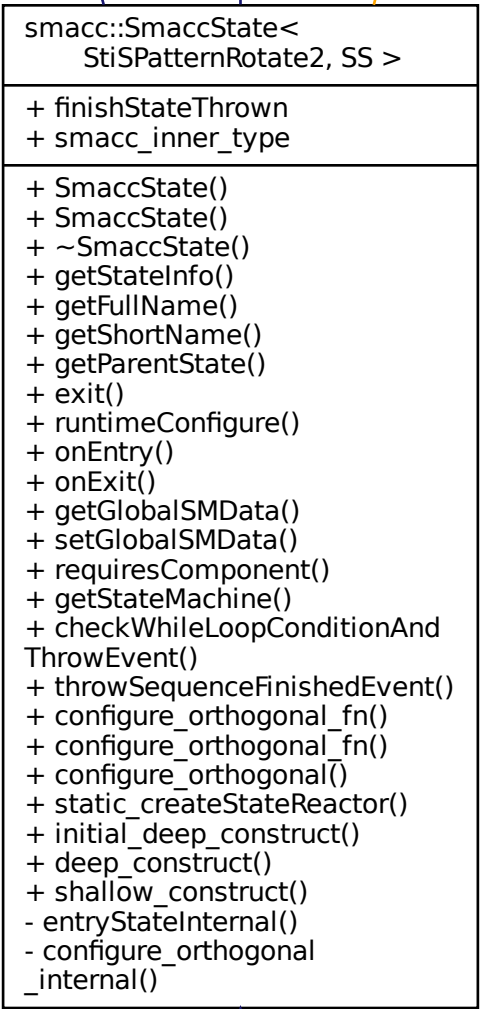 smacc::SmaccState<
StiSPatternRotate2, SS >
+ finishStateThrown
+ smacc_inner_type
+ SmaccState()
+ SmaccState()
+ ~SmaccState()
+ getStateInfo()
+ getFullName()
+ getShortName()
+ getParentState()
+ exit()
+ runtimeConfigure()
+ onEntry()
+ onExit()
+ getGlobalSMData()
+ setGlobalSMData()
+ requiresComponent()
+ getStateMachine()
+ checkWhileLoopConditionAnd
ThrowEvent()
+ throwSequenceFinishedEvent()
+ configure_orthogonal_fn()
+ configure_orthogonal_fn()
+ configure_orthogonal()
+ static_createStateReactor()
+ initial_deep_construct()
+ deep_construct()
+ shallow_construct()
- entryStateInternal()
- configure_orthogonal
_internal()